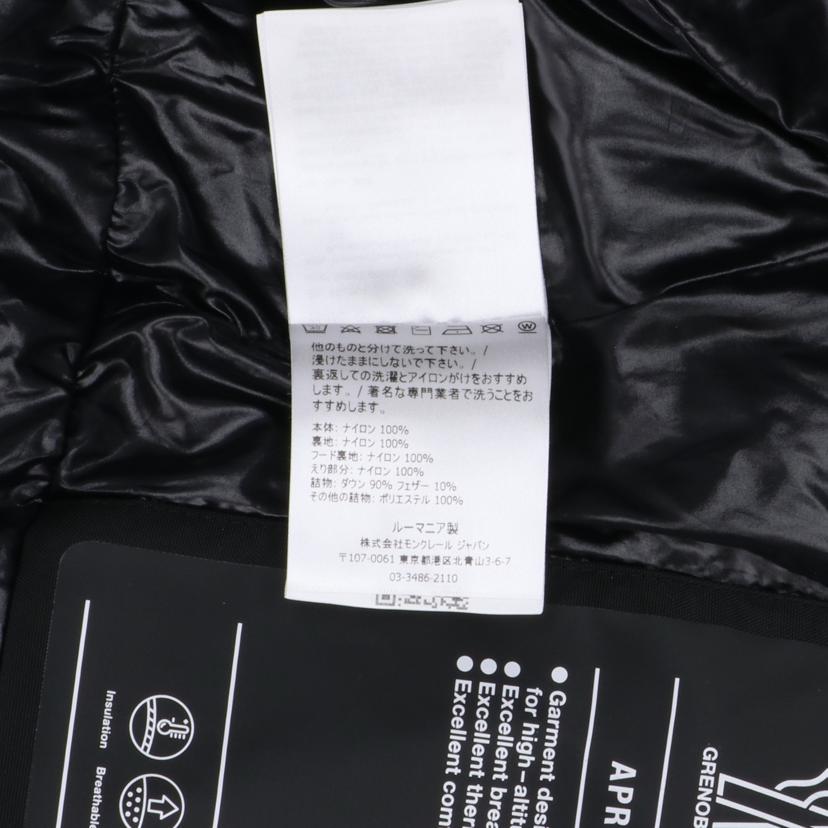 他のものと分けて洗って下さい。/
浸けたままにしないで下さい。/
裏返しての洗濯とアイロンがけをおすすめ
します。/ 著名な専門業者で洗うことをお
すすめします。
本体: ナイロン 100%
裏地: ナイロン 100%
フード裏地: ナイロン 100%
えり部分: ナイロン 100%
詰物: ダウン 90% フェザー 10%
その他の詰物: ポリエステル 100%
ルーマニア製
株式会社モンクレール ジャパン
〒107-0061 東京都港区北青山3-6-7
03-3486-2110
GRENOB
APR
Garment desi
for high-altit
Excellent brea
Excellent ther
Excellent com
Insulation
Breathable